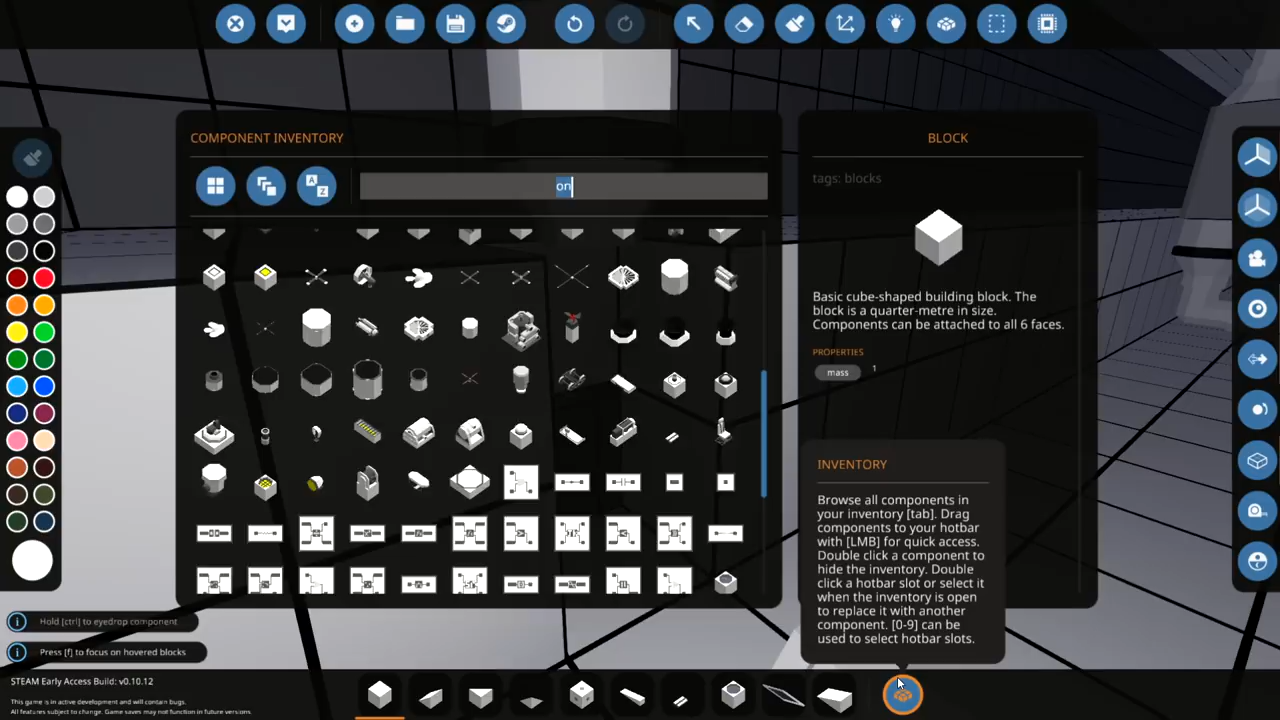 COMPONENT INVENTORY
on
BLOCK
tags: blocks
Basic cube-shaped building block. The
block is a quarter-metre in size.
Components can be attached to all 6 faces.
PROPERTIES
mass 1
INVENTORY
Browse all components in
your inventory [tab]. Drag
components to your hotbar
with [LMB] for quick access.
Double click a component to
hide the inventory. Double
click a hotbar slot or select it
when the inventory is open
to replace it with another
component. [0-9] can be
used to select hotbar slots.
Hold [ctrl] to eyedrop component
Press [f] to focus on hovered blocks
STEAM Early Access Build: v0.10.12
This game is in active development and will contain bugs.
All features subject to change. Game saves may not function in future versions.